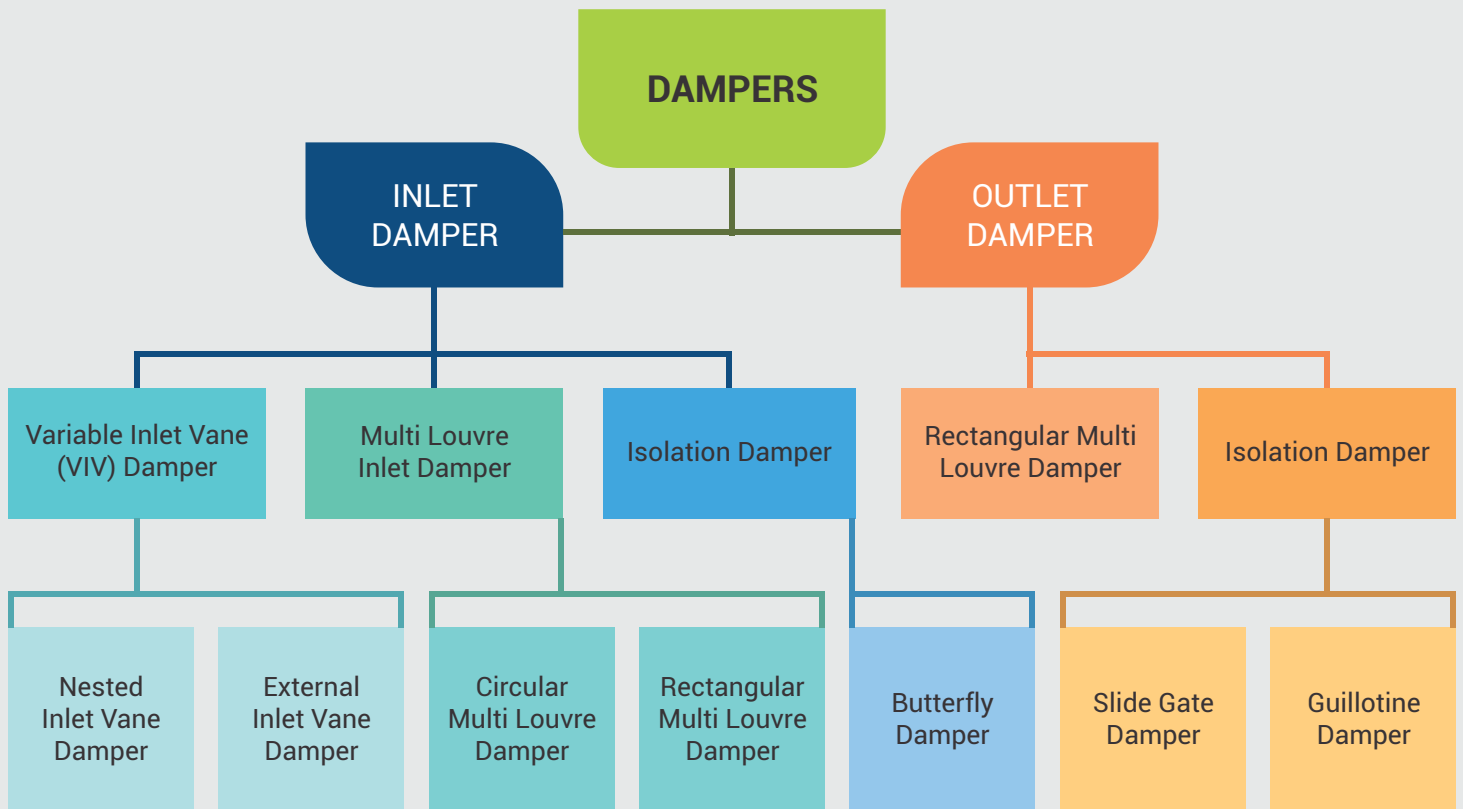 DAMPERS
INLET
DAMPER
OUTLET
DAMPER
Variable Inlet Vane
(VIV) Damper
Multi Louvre
Inlet Damper
Isolation Damper
Rectangular Multi
Louvre Damper
Isolation Damper
Nested
Inlet Vane
Damper
External
Inlet Vane
Damper
Circular
Multi Louvre
Damper
Rectangular
Multi Louvre
Damper
Butterfly
Damper
Slide Gate
Damper
Guillotine
Damper